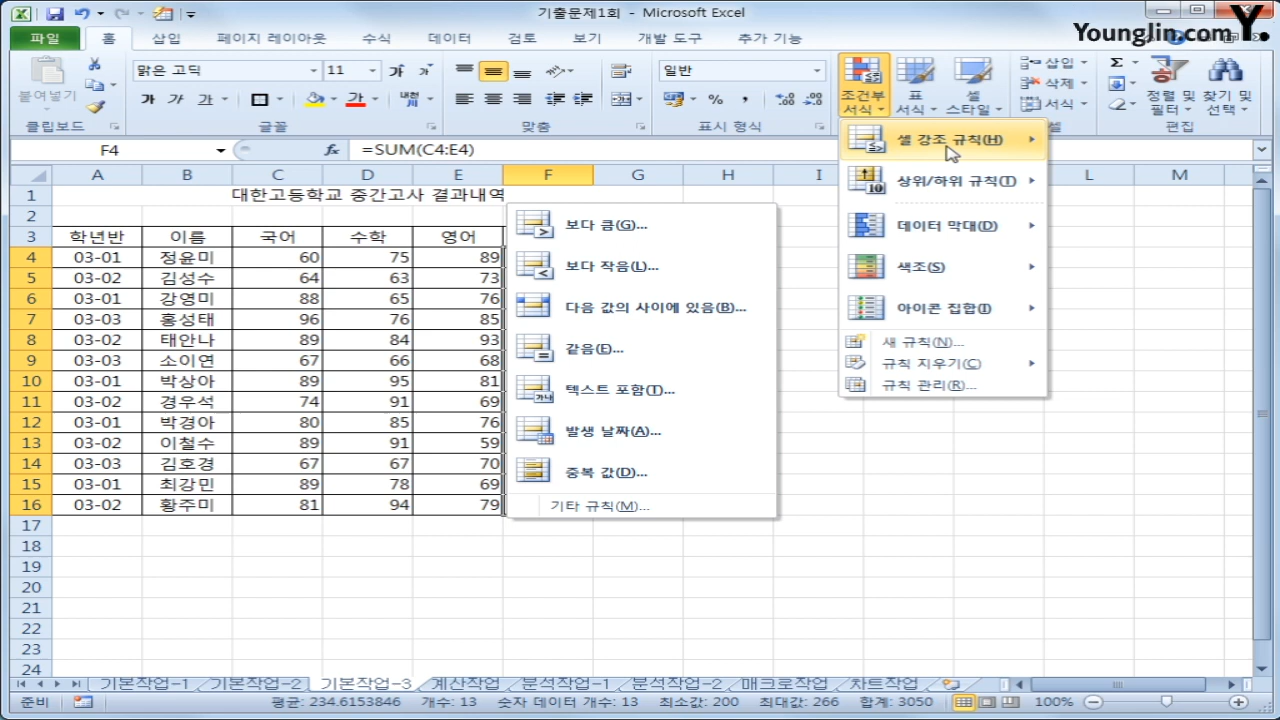 기출문제1회 - Microsoft Excel
Younglin.com Y.
파일 홈 삽입 페이지 레이아웃 수식 데이터 검토 보기 개발 도구 추가 기능
붙여넣기 맑은 고딕 11 가 가 일반 조건부 서식 표 서식 셀 스타일 삽입 삭제 서식 정렬 및 필터 찾기 및 선택
가 가 가 가 내천 %
클립보드 글꼴 맞춤 표시 형식 셀 편집
F4 fx =SUM(C4:E4)
A B C D E F G H I L M
1 대한고등학교 중간고사 결과내역
2
3 학년반 이름 국어 수학 영어
4 03-01 정윤미 60 75 89
5 03-02 김성수 64 63 73
6 03-01 강영미 88 65 76
7 03-03 홍성태 96 76 85
8 03-02 태안나 89 84 93
9 03-03 소이연 67 66 68
10 03-01 박상아 89 95 81
11 03-02 경우석 74 91 69
12 03-01 박경아 80 85 76
13 03-02 이철수 89 91 59
14 03-03 김호경 67 67 70
15 03-01 최강민 89 78 69
16 03-02 황주미 81 94 79
17
18
19
20
21
22
23
24
보다 큼(G)...
보다 작음(L)...
다음 값의 사이에 있음(B)...
같음(E)...
텍스트 포함(T)...
발생 날짜(A)...
중복 값(D)...
기타 규칙(M)...
셀 강조 규칙(H)
상위/하위 규칙(T)
데이터 막대(D)
색조(S)
아이콘 집합(I)
새 규칙(N)...
규칙 지우기(C)
규칙 관리(R)...
기본작업-1 기본작업-2 기본작업-3 계산작업 분석작업-1 분석작업-2 매크로작업 차트작업
준비 평균: 234.6153846 개수: 13 숫자 데이터 개수: 13 최소값: 200 최대값: 266 합계: 3050 100%